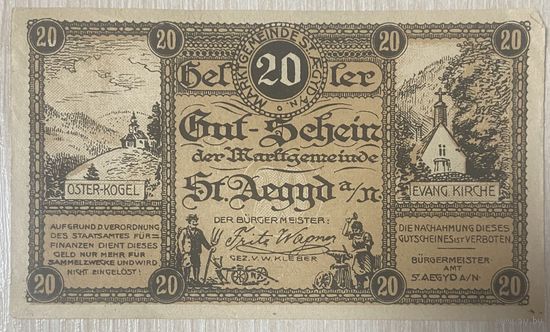 20
20
Hel
20
ler
MARKTGEMEINDE ST. AEGYD A/N.
20
20
Gut-Schein
der Marktgemeinde
St. Aegyd a/N.
OSTER-KOGEL
EVANG. KIRCHE
DER BÜRGERMEISTER:
Fritz Wagner
GEZ. V. W. KLEBER
AUF GRUND D. VERORDNUNG
DES STAATSAMTES FÜR
FINANZEN DIENT DIESES
GELD NUR MEHR FÜR
SAMMELZWECKE UND WIRD
NICHT EINGELÖST!
DIE NACHAHMUNG DIESES
GUTSCHEINES IST VERBOTEN.
BÜRGERMEISTER
AMT
ST. AEGYD A/N.
20
20
20
20